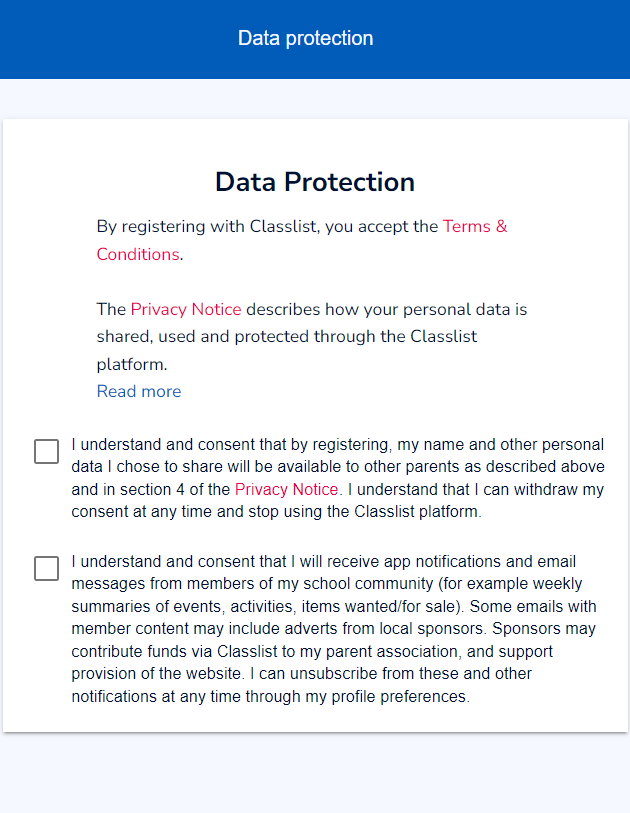 Data protection
Data Protection
By registering with Classlist, you accept the Terms &
Conditions.
The Privacy Notice describes how your personal data is
shared, used and protected through the Classlist
platform.
Read more
I understand and consent that by registering, my name and other personal
data I chose to share will be available to other parents as described above
and in section 4 of the Privacy Notice. I understand that I can withdraw my
consent at any time and stop using the Classlist platform.
I understand and consent that I will receive app notifications and email
messages from members of my school community (for example weekly
summaries of events, activities, items wanted/for sale). Some emails with
member content may include adverts from local sponsors. Sponsors may
contribute funds via Classlist to my parent association, and support
provision of the website. I can unsubscribe from these and other
notifications at any time through my profile preferences.